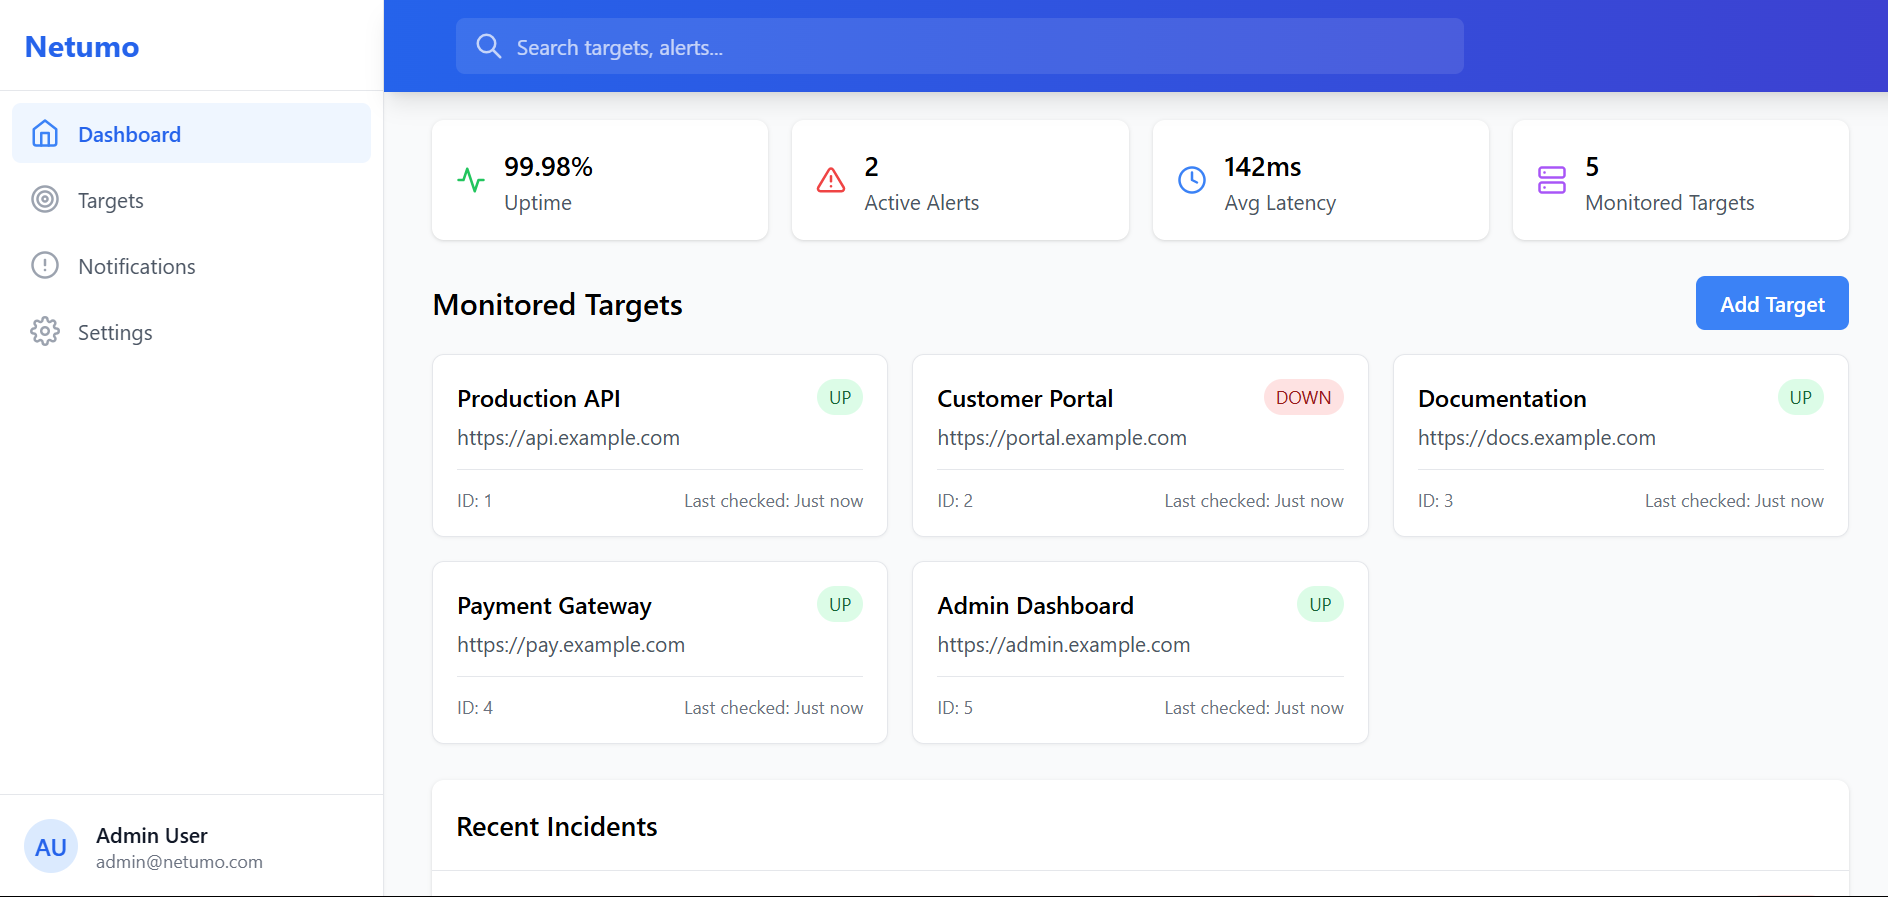 Netumo
Dashboard
Targets
Notifications
Settings
AU
Admin User
admin@netumo.com
Search targets, alerts...
99.98%
Uptime
2
Active Alerts
142ms
Avg Latency
5
Monitored Targets
Monitored Targets
Add Target
Production API
UP
https://api.example.com
ID: 1
Last checked: Just now
Customer Portal
DOWN
https://portal.example.com
ID: 2
Last checked: Just now
Documentation
UP
https://docs.example.com
ID: 3
Last checked: Just now
Payment Gateway
UP
https://pay.example.com
ID: 4
Last checked: Just now
Admin Dashboard
UP
https://admin.example.com
ID: 5
Last checked: Just now
Recent Incidents